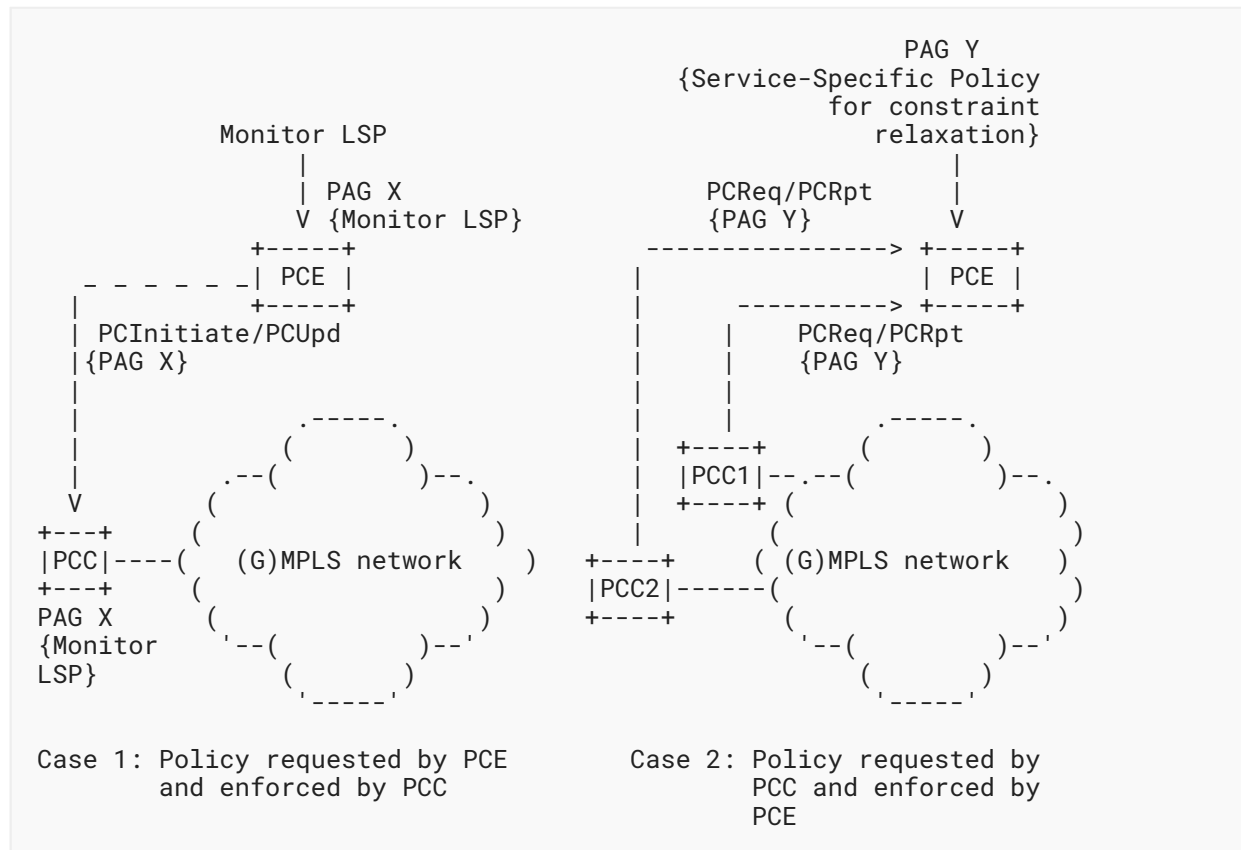 PAG Y
{Service-Specific Policy
for constraint
Monitor LSP relaxation}
PAG X PCReq/PCRpt
{Monitor LSP} {PAG Y}
PCE PCE
PCInitiate/PCUpd PCReq/PCRpt
{PAG X} {PAG Y}
PCC1
PCC (G)MPLS network (G)MPLS network
PCC2
PAG X
{Monitor
LSP}
Case 1: Policy requested by PCE Case 2: Policy requested by
and enforced by PCC PCC and enforced by
PCE